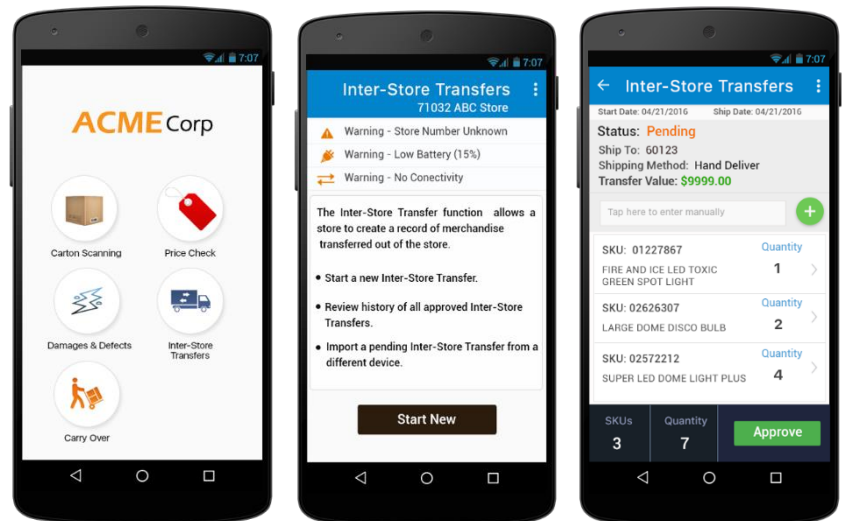 7:07
ACME Corp
Carton Scanning
Price Check
Damages & Defects
Inter-Store
Transfers
Carry Over
7:07
Inter-Store Transfers
71032 ABC Store
Warning - Store Number Unknown
Warning - Low Battery (15%)
Warning - No Conectivity
The Inter-Store Transfer function allows a
store to create a record of merchandise
transferred out of the store.
• Start a new Inter-Store Transfer.
• Review history of all approved Inter-Store
Transfers.
• Import a pending Inter-Store Transfer from a
different device.
Start New
7:07
Inter-Store Transfers
Start Date: 04/21/2016 Ship Date: 04/21/2016
Status: Pending
Ship To: 60123
Shipping Method: Hand Deliver
Transfer Value: $9999.00
Tap here to enter manually
SKU: 01227867 Quantity
FIRE AND ICE LED TOXIC 1
GREEN SPOT LIGHT
SKU: 02626307 Quantity
LARGE DOME DISCO BULB 2
SKU: 02572212 Quantity
SUPER LED DOME LIGHT PLUS 4
SKUs Quantity
3 7
Approve